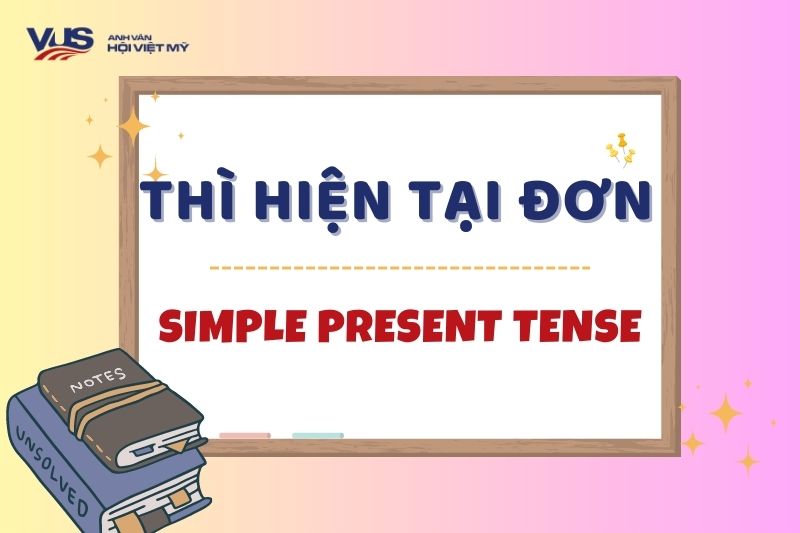 VUS
ANH VĂN
HỘI VIỆT MỸ
THÌ HIỆN TẠI ĐƠN
SIMPLE PRESENT TENSE
NOTES
UNSOLVED